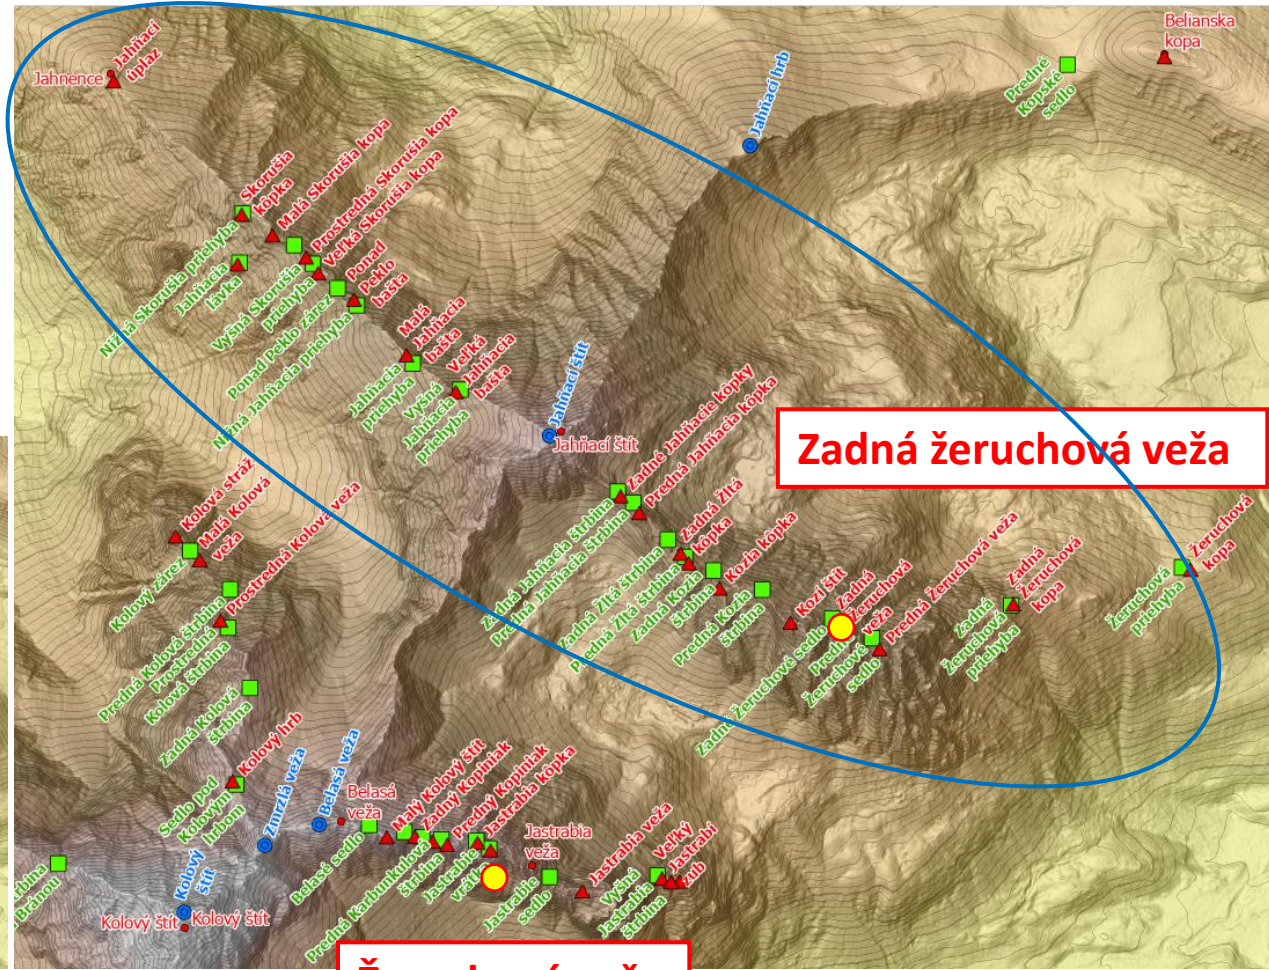 Belianska
kopa
Jahňací
úplaz
Jahnence
Jahňací hrb
Predné
Kopské
sedlo
Skorušia
kôpka
Malá Skorušia kopa
Prostredná Skorušia kopa
Veľká Skorušia kopa
Nižná Skorušia priehyba
Jahňacia
lávka
Vyšná Skorušia
priehyba
Ponad
Peklo
bašta
Ponad Peklo zárez
Nižná Jahňacia priehyba
Malá
Jahňacia
bašta
Veľká
Jahňacia
bašta
Jahňacia
priehyba
Vyšná
Jahňacia
priehyba
Jahňací štít
Jahňací štít
Zadná žeruchová veža
Zadné Jahňacie kôpky
Predná Jahňacia kôpka
Zadná Jahňacia štrbina
Predná Jahňacia štrbina
Zadná Žltá
kôpka
Zadná Žltá štrbina
Predná Žltá štrbina
Kozia kôpka
Zadná Kozia
štrbina
Predná Kozia
štrbina
Kozí štít
Zadná
Žeruchová
veža
Predná Žeruchová veža
Zadné Žeruchové sedlo
Predné
Žeruchové
sedlo
Zadná
Žeruchová
kopa
Zadná
Žeruchová
priehyba
Žeruchová
kopa
Žeruchová
priehyba
Kolová stráž
Malá Kolová
veža
Prostredná Kolová veža
Kolový zárez
Predná Kolová štrbina
Prostredná
Kolová štrbina
Zadná Kolová
štrbina
Kolový hrb
Sedlo pod
Kolovým
hrbom
Zmrzlá veža
Belasá veža
Belasá
veža
Malý Kolový štít
Zadný Kopiniak
Predný Kopiniak
Jastrabia kôpka
Belasé sedlo
Predná Karbunkulová
štrbina
Jastrabie
vrátka
Jastrabia
veža
Jastrabia veža
Jastrabie
sedlo
Veľký
Jastrabí
zub
Vyšná
Jastrabia
štrbina
Kolový
štít
Kolový štít
Kolový štít
Bránou